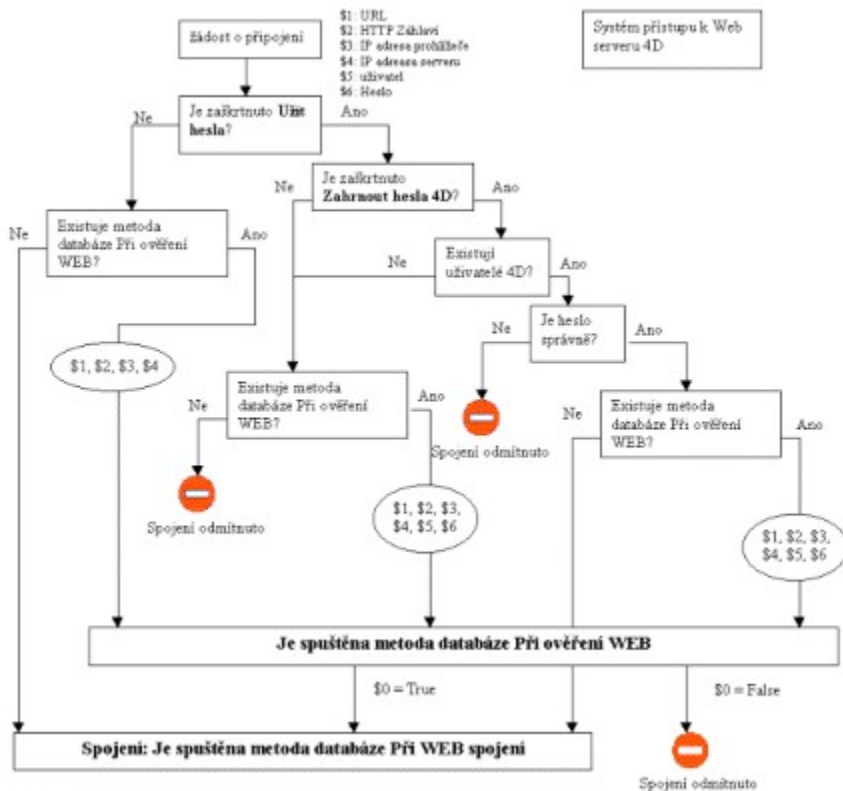 žádost o připojení
$1: URL
$2: HTTP Záhlaví
$3: IP adresa prohlížeče
$4: IP adreasa serveru
$5: uživatel
$6: Heslo
Systém přístupu k Web
serveru 4D
Je zaškrtnuto Užít
hesla?
Ne
Ano
Je zaškrtnuto
Zahrnout hesla 4D?
Ne
Ano
Existuje metoda
databáze Při ověření
WEB?
Ne
Ano
Existují
uživatelé 4D?
Ne
Ano
Je heslo
správně?
Ne
Ano
$1, $2, $3, $4
Existuje metoda
databáze Při ověření
WEB?
Ne
Ano
Spojení odmítnuto
Existuje metoda
databáze Při ověření
WEB?
Ne
Ano
Spojení odmítnuto
$1, $2, $3,
$4, $5, $6
$1, $2, $3,
$4, $5, $6
Je spuštěna metoda databáze Při ověření WEB
$0 = True
$0 = False
Spojení: Je spuštěna metoda databáze Při WEB spojení
Spojení odmítnuto